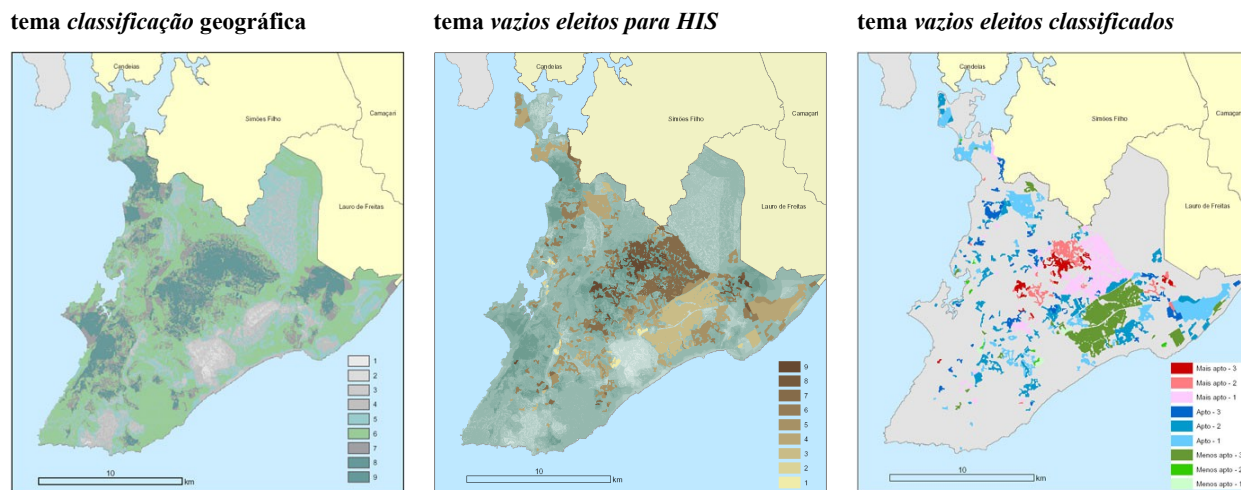 tema classificação geográfica
tema vazios eleitos para HIS
tema vazios eleitos classificados
Candeias
Simões Filho
Camaçari
Lauro de Freitas
1
2
3
4
5
6
7
8
9
10
km
Candeias
Simões Filho
Camaçari
Lauro de Freitas
9
8
7
6
5
4
3
2
1
10
km
Candeias
Simões Filho
Camaçari
Lauro de Freitas
Mais apto - 3
Mais apto - 2
Mais apto - 1
Apto - 3
Apto - 2
Apto - 1
Menos apto - 3
Menos apto - 2
Menos apto - 1
10
km